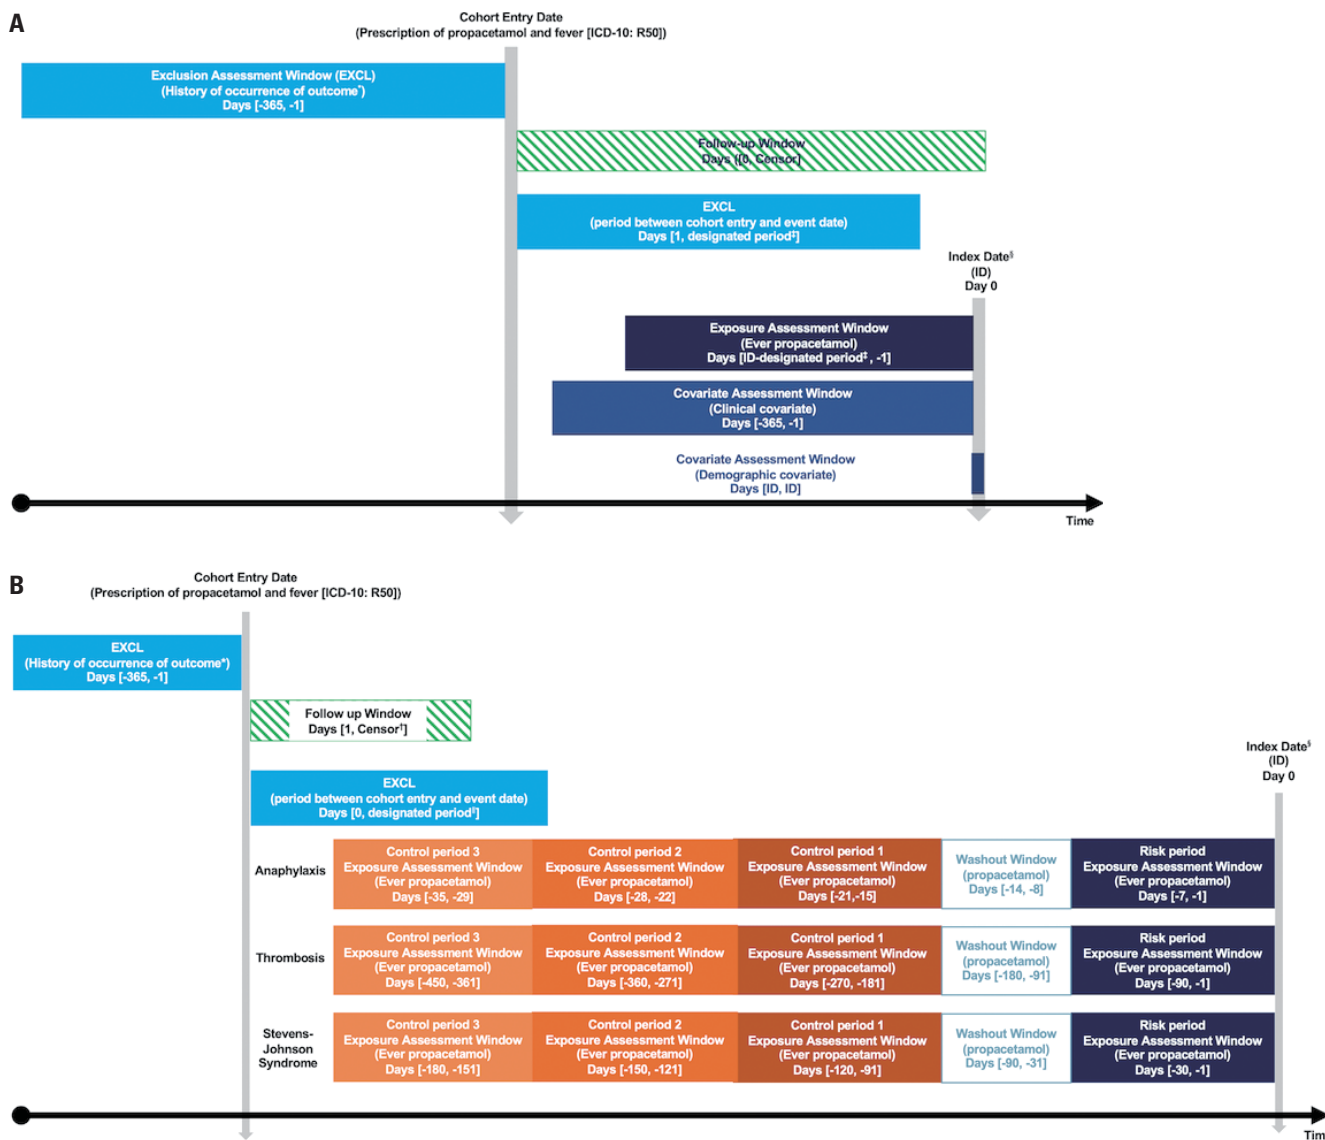 A
Cohort Entry Date
(Prescription of propacetamol and fever [ICD-10: R50])
Exclusion Assessment Window (EXCL)
(History of occurrence of outcome*)
Days [-365, -1]
Follow-up Window
Days ([0, Censor]
EXCL
(period between cohort entry and event date)
Days [1, designated period‡]
Index Date§
(ID)
Day 0
Exposure Assessment Window
(Ever propacetamol)
Days [ID-designated period‡ , -1]
Covariate Assessment Window
(Clinical covariate)
Days [-365, -1]
Covariate Assessment Window
(Demographic covariate)
Days [ID, ID]
Time
B
Cohort Entry Date
(Prescription of propacetamol and fever [ICD-10: R50])
EXCL
(History of occurrence of outcome*)
Days [-365, -1]
Follow up Window
Days [1, Censor†]
Index Date§
(ID)
Day 0
EXCL
(period between cohort entry and event date)
Days [0, designated period‡]
Anaphylaxis
Control period 3
Exposure Assessment Window
(Ever propacetamol)
Days [-35, -29]
Control period 2
Exposure Assessment Window
(Ever propacetamol)
Days [-28, -22]
Control period 1
Exposure Assessment Window
(Ever propacetamol)
Days [-21,-15]
Washout Window
(propacetamol)
Days [-14, -8]
Risk period
Exposure Assessment Window
(Ever propacetamol)
Days [-7, -1]
Thrombosis
Control period 3
Exposure Assessment Window
(Ever propacetamol)
Days [-450, -361]
Control period 2
Exposure Assessment Window
(Ever propacetamol)
Days [-360, -271]
Control period 1
Exposure Assessment Window
(Ever propacetamol)
Days [-270, -181]
Washout Window
(propacetamol)
Days [-180, -91]
Risk period
Exposure Assessment Window
(Ever propacetamol)
Days [-90, -1]
Stevens-
Johnson
Syndrome
Control period 3
Exposure Assessment Window
(Ever propacetamol)
Days [-180, -151]
Control period 2
Exposure Assessment Window
(Ever propacetamol)
Days [-150, -121]
Control period 1
Exposure Assessment Window
(Ever propacetamol)
Days [-120, -91]
Washout Window
(propacetamol)
Days [-90, -31]
Risk period
Exposure Assessment Window
(Ever propacetamol)
Days [-30, -1]
Tim